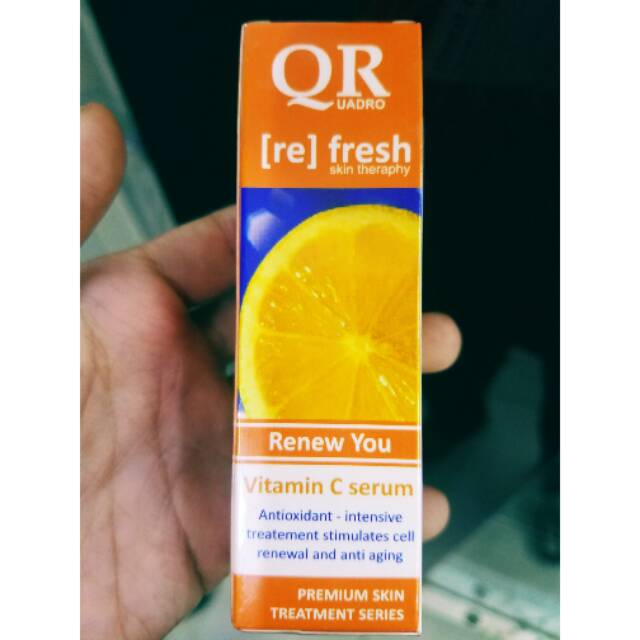 QR
UADRO
[re] fresh
skin theraphy
Renew You
Vitamin C serum
Antioxidant - intensive
treatement stimulates cell
renewal and anti aging
PREMIUM SKIN
TREATMENT SERIES